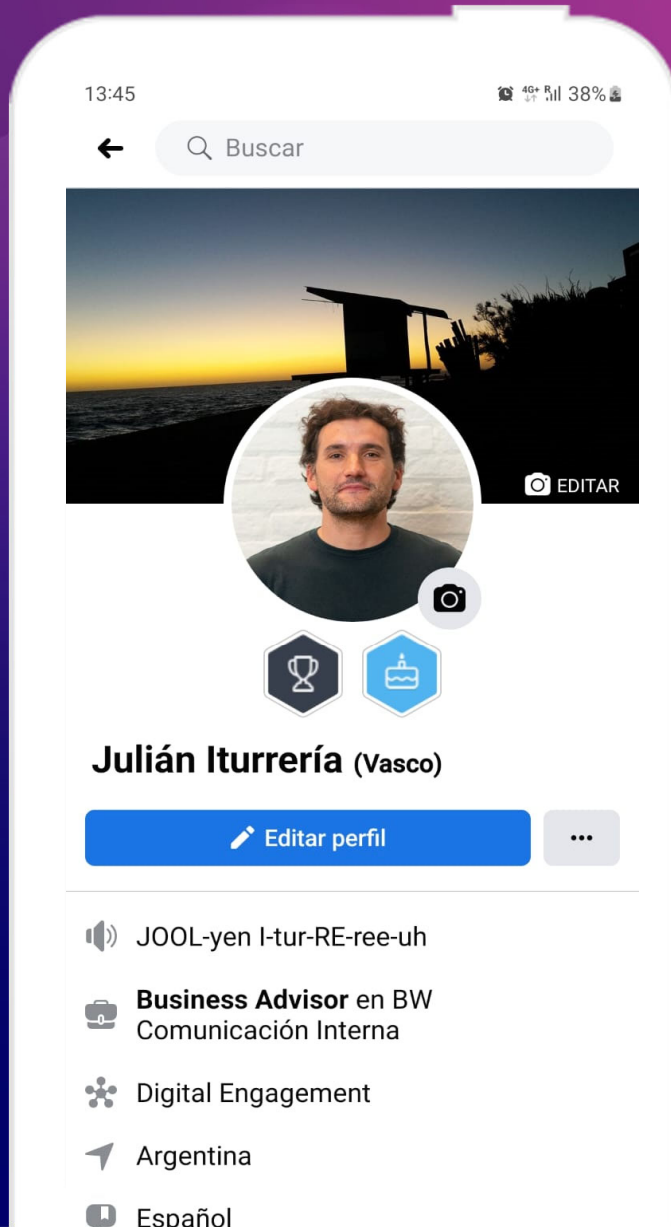 13:45 4G+ R 38%
Buscar
EDITAR
Julián Iturrería (Vasco)
Editar perfil
JOOL-yen I-tur-RE-ree-uh
Business Advisor en BW
Comunicación Interna
Digital Engagement
Argentina
Español